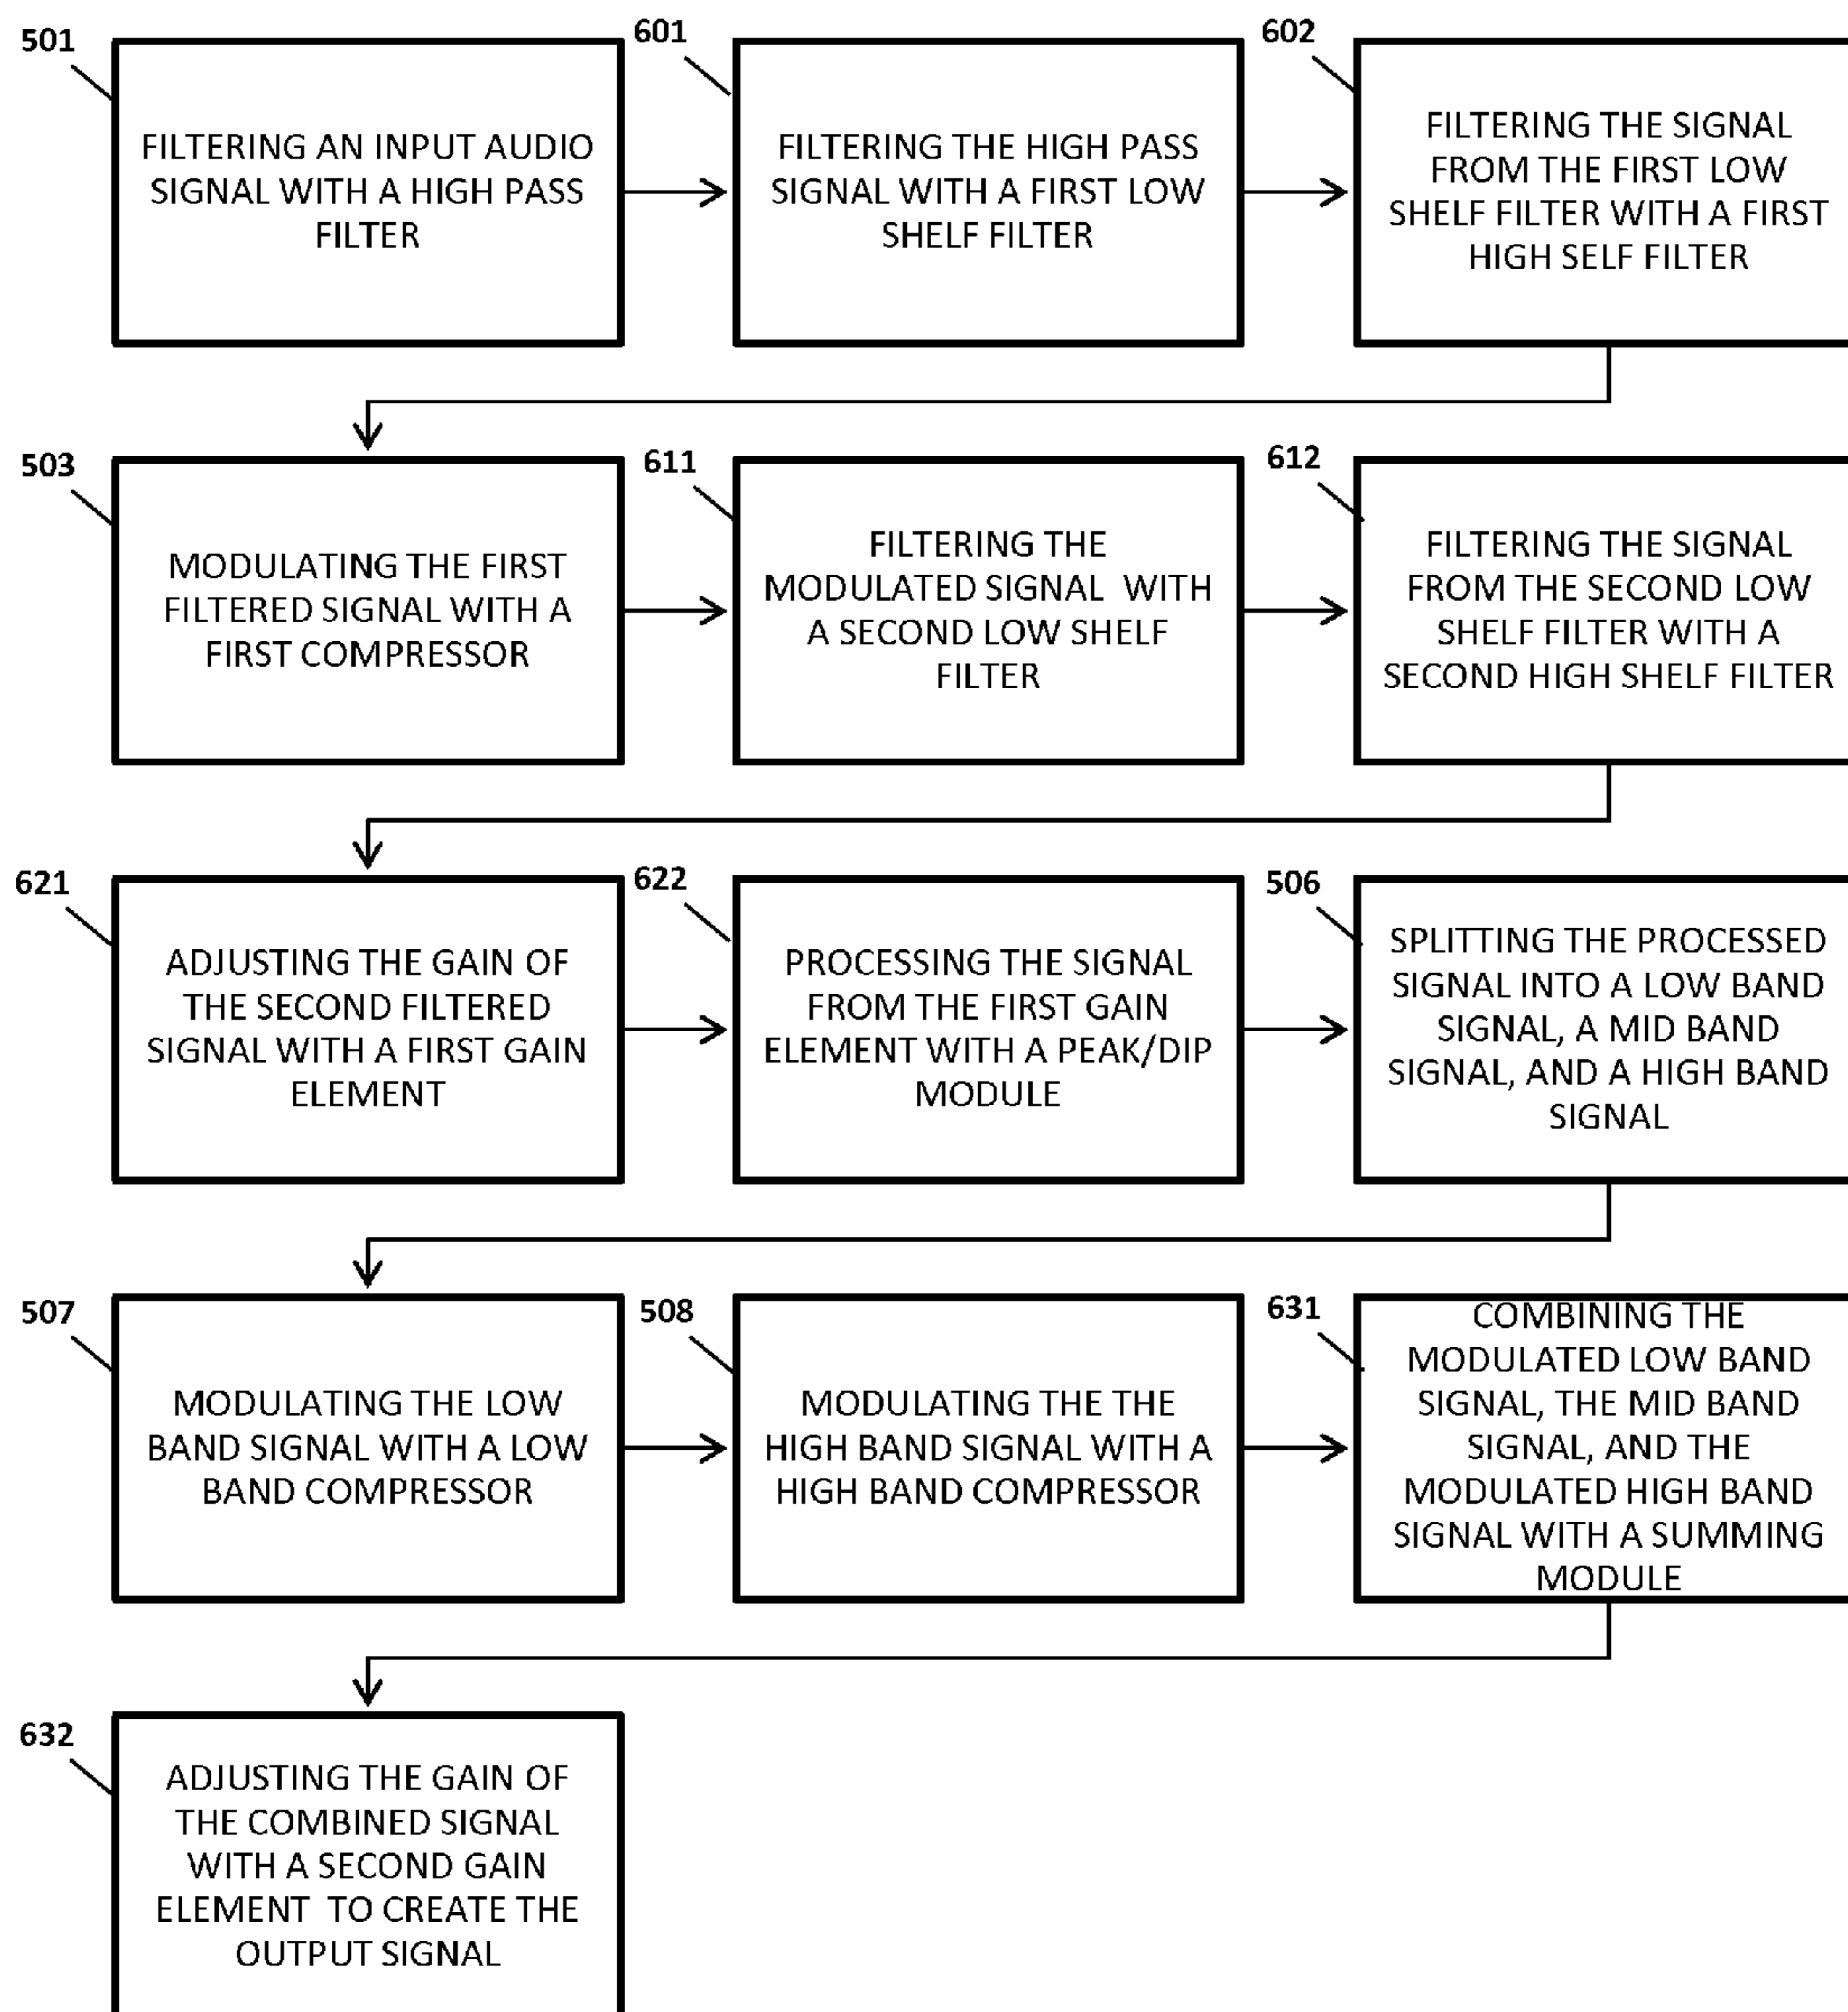 501
FILTERING AN INPUT AUDIO
SIGNAL WITH A HIGH PASS
FILTER
601
FILTERING THE HIGH PASS
SIGNAL WITH A FIRST LOW
SHELF FILTER
602
FILTERING THE SIGNAL
FROM THE FIRST LOW
SHELF FILTER WITH A FIRST
HIGH SELF FILTER
503
MODULATING THE FIRST
FILTERED SIGNAL WITH A
FIRST COMPRESSOR
611
FILTERING THE
MODULATED SIGNAL WITH
A SECOND LOW SHELF
FILTER
612
FILTERING THE SIGNAL
FROM THE SECOND LOW
SHELF FILTER WITH A
SECOND HIGH SHELF FILTER
621
ADJUSTING THE GAIN OF
THE SECOND FILTERED
SIGNAL WITH A FIRST GAIN
ELEMENT
622
PROCESSING THE SIGNAL
FROM THE FIRST GAIN
ELEMENT WITH A PEAK/DIP
MODULE
506
SPLITTING THE PROCESSED
SIGNAL INTO A LOW BAND
SIGNAL, A MID BAND
SIGNAL, AND A HIGH BAND
SIGNAL
507
MODULATING THE LOW
BAND SIGNAL WITH A LOW
BAND COMPRESSOR
508
MODULATING THE THE
HIGH BAND SIGNAL WITH A
HIGH BAND COMPRESSOR
631
COMBINING THE
MODULATED LOW BAND
SIGNAL, THE MID BAND
SIGNAL, AND THE
MODULATED HIGH BAND
SIGNAL WITH A SUMMING
MODULE
632
ADJUSTING THE GAIN OF
THE COMBINED SIGNAL
WITH A SECOND GAIN
ELEMENT TO CREATE THE
OUTPUT SIGNAL